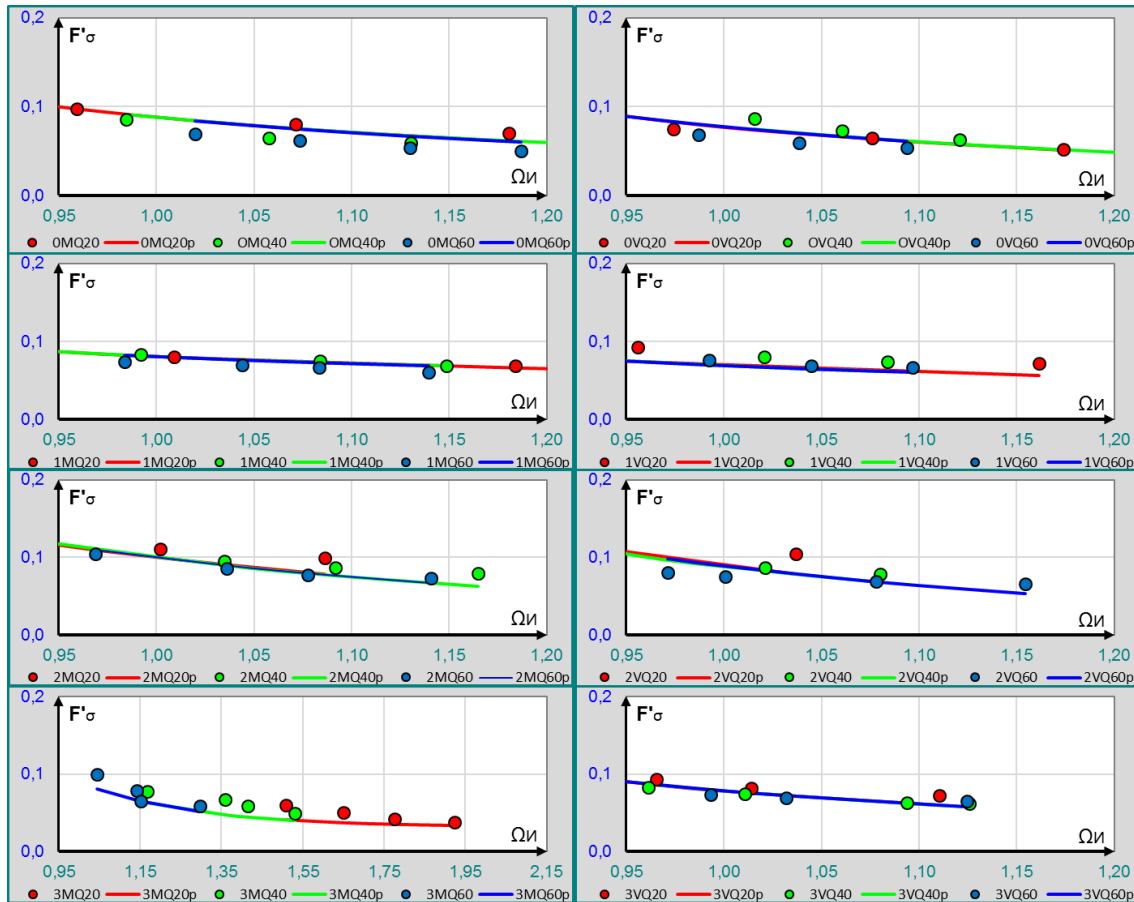 0,2 F'σ
0,1
0,0 Ωи
0,95 1,00 1,05 1,10 1,15 1,20
0MQ20 0MQ20p OMQ40 OMQ40p 0MQ60 0MQ60p
0,2 F'σ
0,1
0,0 Ωи
0,95 1,00 1,05 1,10 1,15 1,20
0VQ20 0VQ20p OVQ40 OVQ40p 0VQ60 0VQ60p
0,2 F'σ
0,1
0,0 Ωи
0,95 1,00 1,05 1,10 1,15 1,20
1MQ20 1MQ20p 1MQ40 1MQ40p 1MQ60 1MQ60p
0,2 F'σ
0,1
0,0 Ωи
0,95 1,00 1,05 1,10 1,15 1,20
1VQ20 1VQ20p 1VQ40 1VQ40p 1VQ60 1VQ60p
0,2 F'σ
0,1
0,0 Ωи
0,95 1,00 1,05 1,10 1,15 1,20
2MQ20 2MQ20p 2MQ40 2MQ40p 2MQ60 2MQ60p
0,2 F'σ
0,1
0,0 Ωи
0,95 1,00 1,05 1,10 1,15 1,20
2VQ20 2VQ20p 2VQ40 2VQ40p 2VQ60 2VQ60p
0,2 F'σ
0,1
0,0 Ωи
0,95 1,15 1,35 1,55 1,75 1,95 2,15
3MQ20 3MQ20p 3MQ40 3MQ40p 3MQ60 3MQ60p
0,2 F'σ
0,1
0,0 Ωи
0,95 1,00 1,05 1,10 1,15 1,20
3VQ20 3VQ20p 3VQ40 3VQ40p 3VQ60 3VQ60p